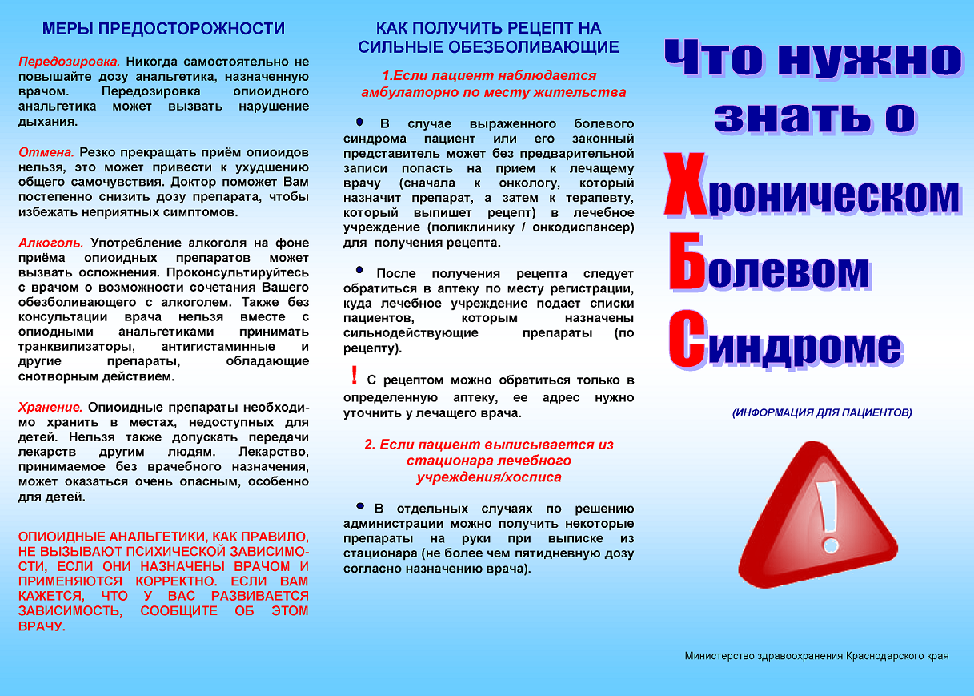 МЕРЫ ПРЕДОСТОРОЖНОСТИ
Передозировка. Никогда самостоятельно не
повышайте дозу анальгетика, назначенную
врачом. Передозировка опиоидного
анальгетика может вызвать нарушение
дыхания.
Отмена. Резко прекращать приём опиоидов
нельзя, это может привести к ухудшению
общего самочувствия. Доктор поможет Вам
постепенно снизить дозу препарата, чтобы
избежать неприятных симптомов.
Алкоголь. Употребление алкоголя на фоне
приёма опиоидных препаратов может
вызвать осложнения. Проконсультируйтесь
с врачом о возможности сочетания Вашего
обезболивающего с алкоголем. Также без
консультации врача нельзя вместе с
опиодными анальгетиками принимать
транквилизаторы, антигистаминные и
другие препараты, обладающие
снотворным действием.
Хранение. Опиоидные препараты необходи-
мо хранить в местах, недоступных для
детей. Нельзя также допускать передачи
лекарств другим людям. Лекарство,
принимаемое без врачебного назначения,
может оказаться очень опасным, особенно
для детей.
ОПИОИДНЫЕ АНАЛЬГЕТИКИ, КАК ПРАВИЛО,
НЕ ВЫЗЫВАЮТ ПСИХИЧЕСКОЙ ЗАВИСИМО-
СТИ, ЕСЛИ ОНИ НАЗНАЧЕНЫ ВРАЧОМ И
ПРИМЕНЯЮТСЯ КОРРЕКТНО. ЕСЛИ ВАМ
КАЖЕТСЯ, ЧТО У ВАС РАЗВИВАЕТСЯ
ЗАВИСИМОСТЬ, СООБЩИТЕ ОБ ЭТОМ
ВРАЧУ.
КАК ПОЛУЧИТЬ РЕЦЕПТ НА
СИЛЬНЫЕ ОБЕЗБОЛИВАЮЩИЕ
1.Если пациент наблюдается
амбулаторно по месту жительства
• В случае выраженного болевого
синдрома пациент или его законный
представитель может без предварительной
записи попасть на прием к лечащему
врачу (сначала к онкологу, который
назначит препарат, а затем к терапевту,
который выпишет рецепт) в лечебное
учреждение (поликлинику / онкодиспансер)
для получения рецепта.
• После получения рецепта следует
обратиться в аптеку по месту регистрации,
куда лечебное учреждение подает списки
пациентов, которым назначены
сильнодействующие препараты (по
рецепту).
! С рецептом можно обратиться только в
определенную аптеку, ее адрес нужно
уточнить у лечащего врача.
2. Если пациент выписывается из
стационара лечебного
учреждения/хосписа
• В отдельных случаях по решению
администрации можно получить некоторые
препараты на руки при выписке из
стационара (не более чем пятидневную дозу
согласно назначению врача).
Что нужно
знать о
Хроническом
Болевом
Синдроме
(ИНФОРМАЦИЯ ДЛЯ ПАЦИЕНТОВ)
!
Министерство здравоохранения Краснодарского края